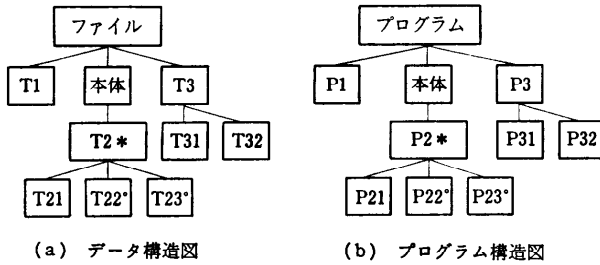 ファイル プログラム
T1 本体 T3 P1 本体 P3
T2* T31 T32 P2* P31 P32
T21 T22° T23° P21 P22° P23°
(a) データ構造図 (b) プログラム構造図